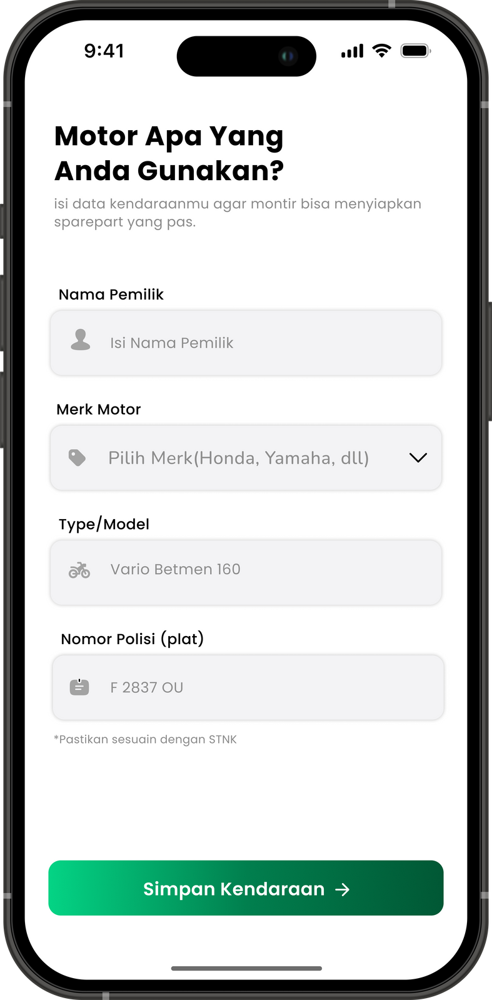 9:41
Motor Apa Yang
Anda Gunakan?
isi data kendaraanmu agar montir bisa menyiapkan
sparepart yang pas.
Nama Pemilik
Isi Nama Pemilik
Merk Motor
Pilih Merk(Honda, Yamaha, dll)
Type/Model
Vario Betmen 160
Nomor Polisi (plat)
F 2837 OU
*Pastikan sesuain dengan STNK
Simpan Kendaraan →